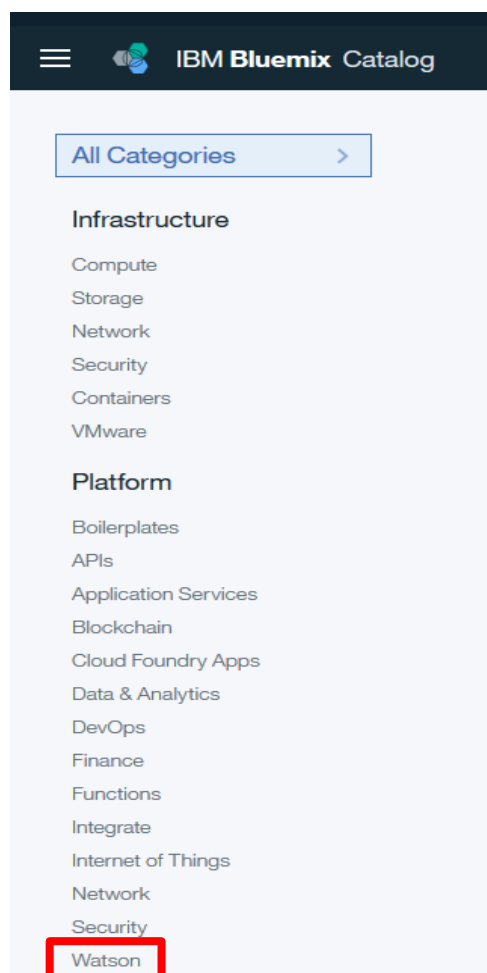 IBM Bluemix Catalog
All Categories >
Infrastructure
Compute
Storage
Network
Security
Containers
VMware
Platform
Boilerplates
APIs
Application Services
Blockchain
Cloud Foundry Apps
Data & Analytics
DevOps
Finance
Functions
Integrate
Internet of Things
Network
Security
Watson